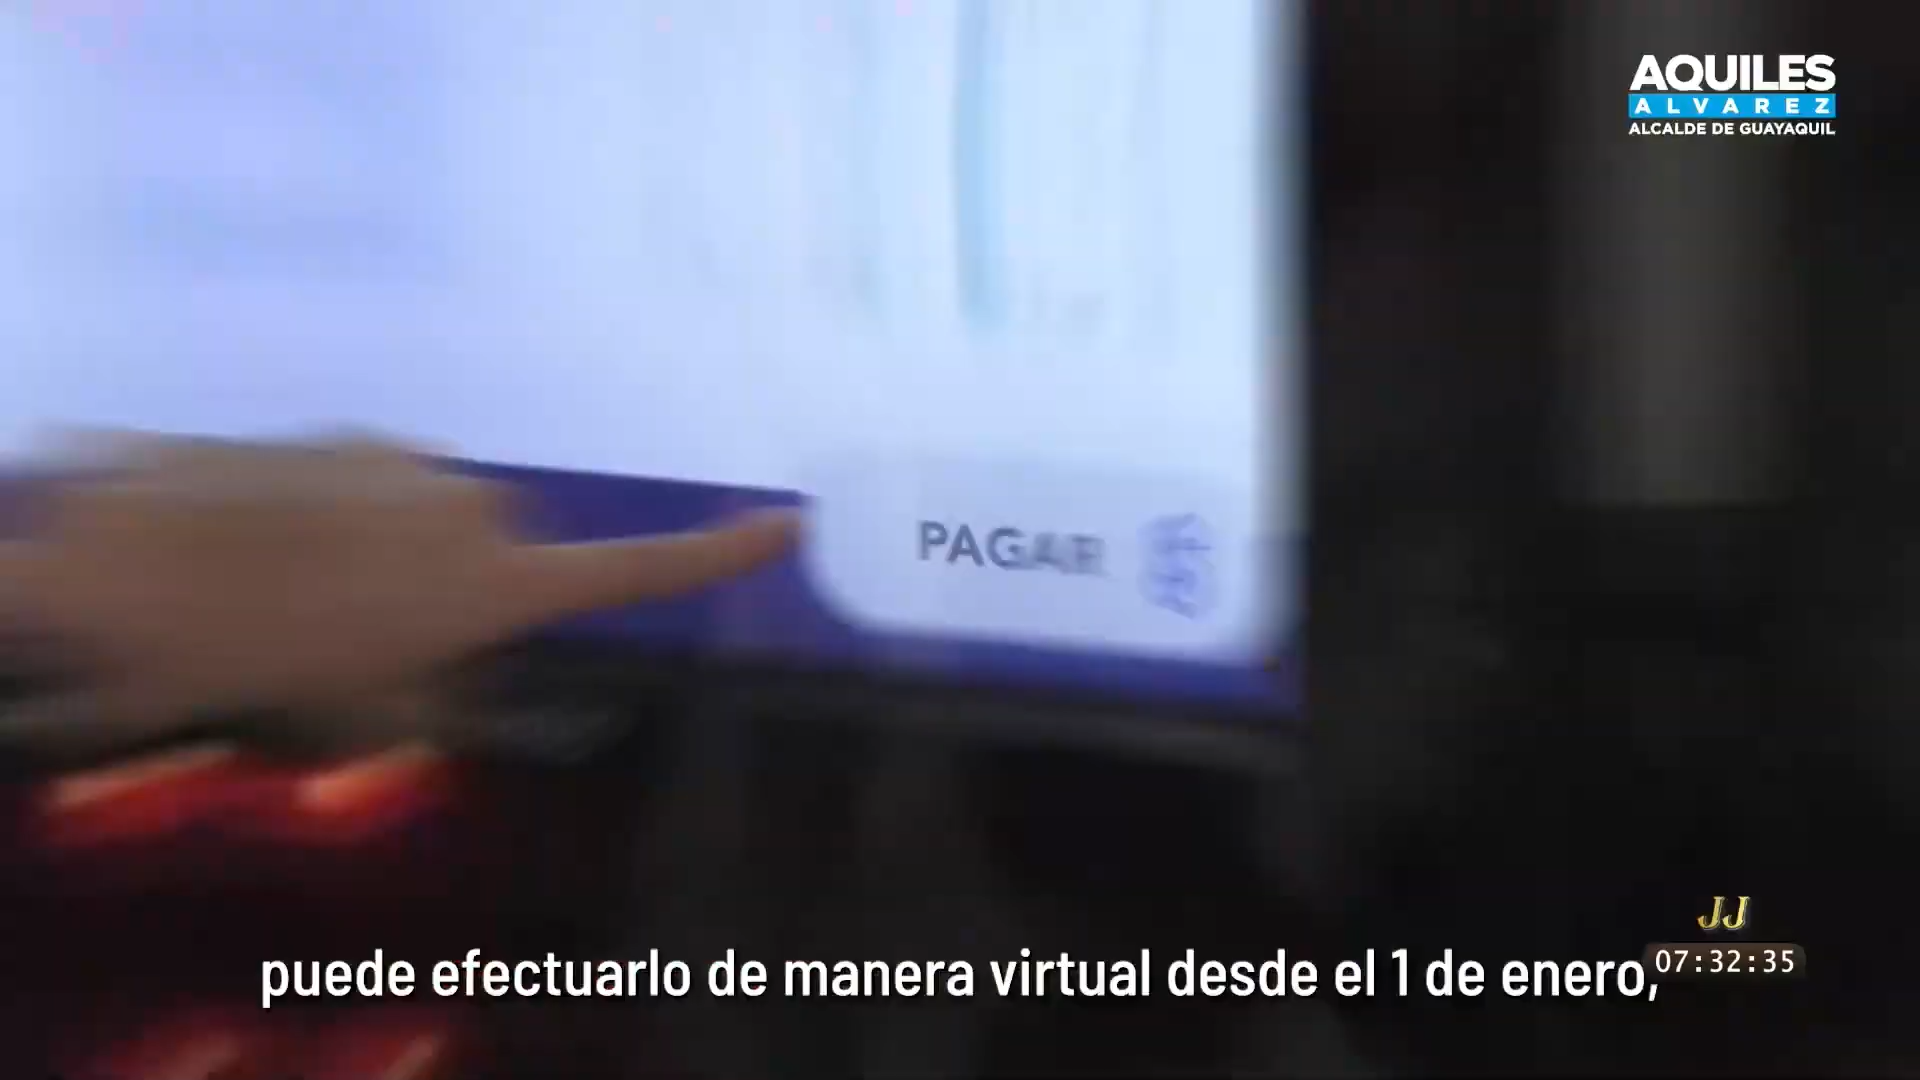 AQUILES
ALVAREZ
ALCALDE DE GUAYAQUIL
PAGAR
JJ
07:32:35
puede efectuarlo de manera virtual desde el 1 de enero,